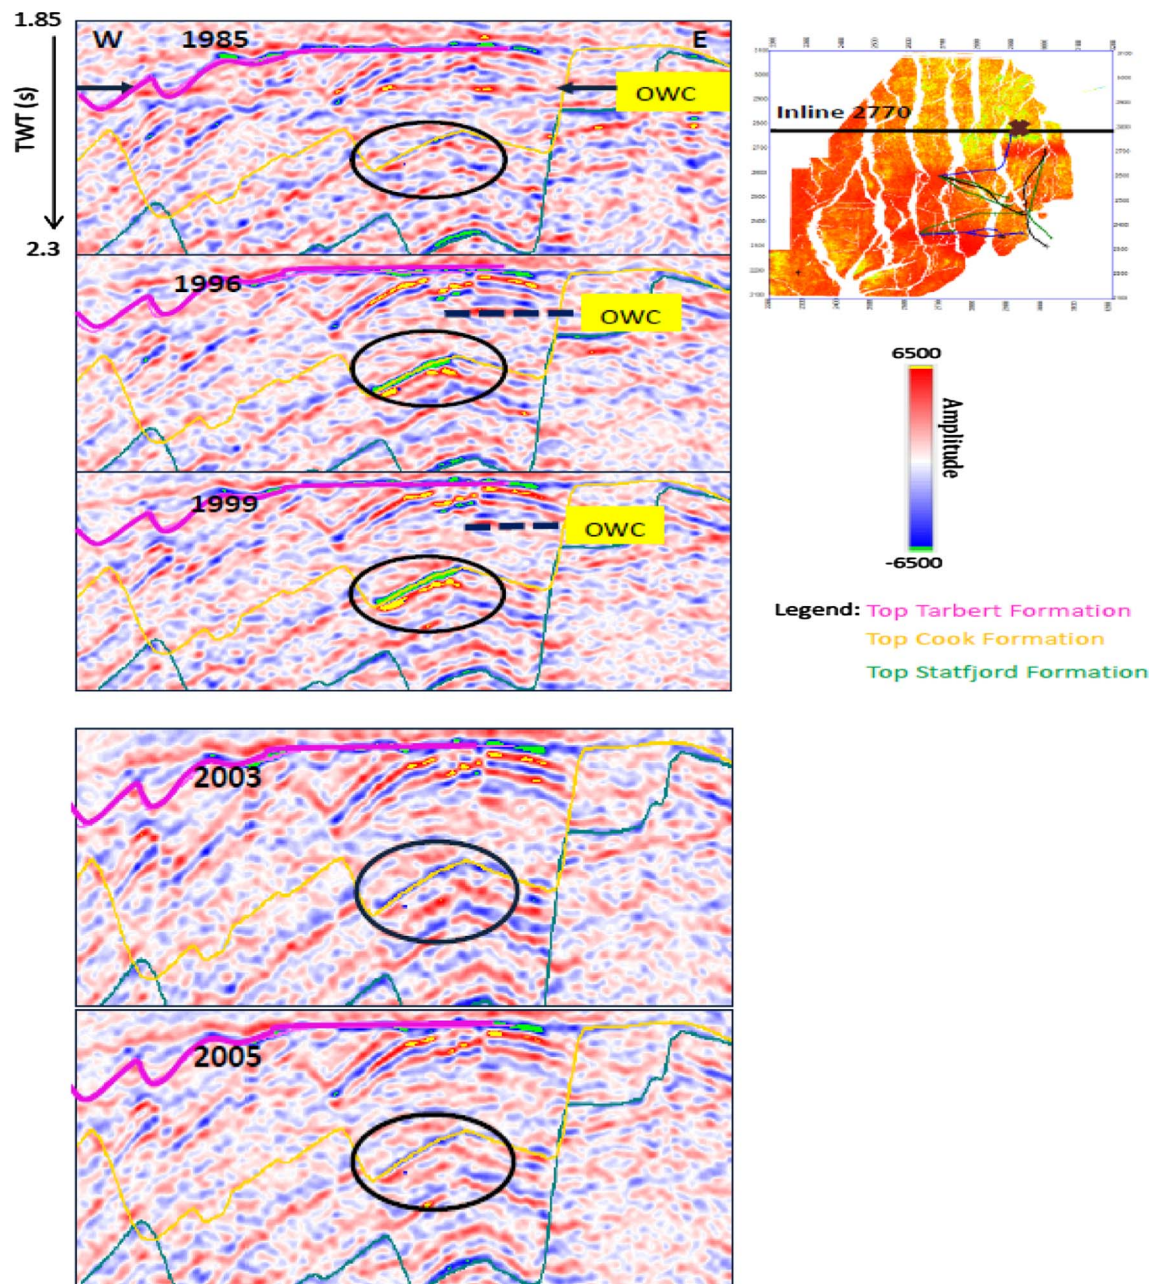 1.85
W 1985 E
OWC
TWT (s)
2.3
1996
OWC
1999
OWC
2003
2005
Inline 2770
6500
Amplitude
-6500
Legend: Top Tarbert Formation
Top Cook Formation
Top Statfjord Formation